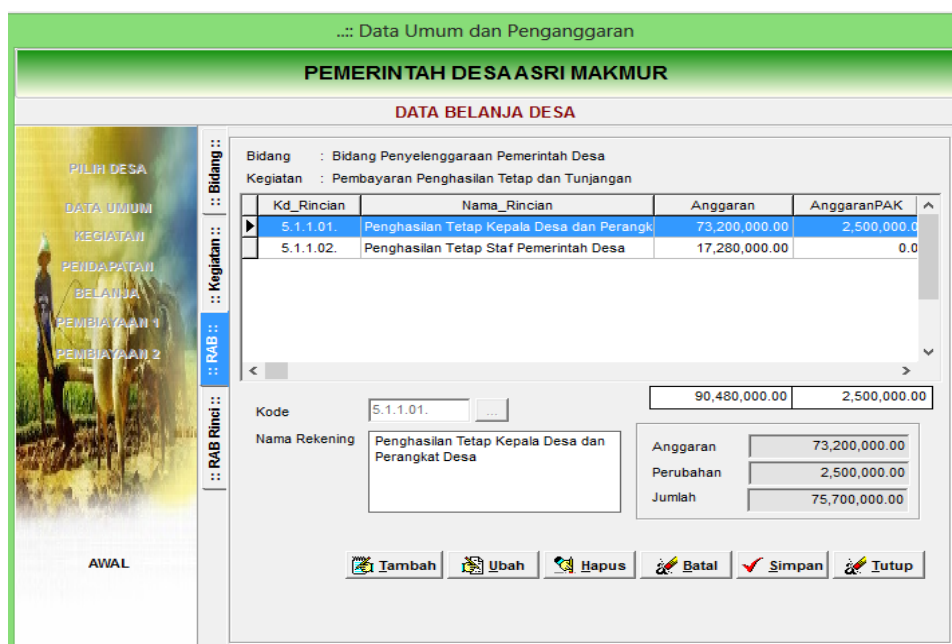 ..:: Data Umum dan Penganggaran
PEMERINTAH DESA ASRI MAKMUR
DATA BELANJA DESA
PILIH DESA
DATA UMUM
KEGIATAN
PENDAPATAN
BELANJA
PEMBIAYAAN 1
PEMBIAYAAN 2
AWAL
:: Bidang ::
:: Kegiatan ::
:: RAB ::
:: RAB Rinci ::
Bidang : Bidang Penyelenggaraan Pemerintah Desa
Kegiatan : Pembayaran Penghasilan Tetap dan Tunjangan
Kd_Rincian Nama_Rincian Anggaran AnggaranPAK
5.1.1.01. Penghasilan Tetap Kepala Desa dan Perangk 73,200,000.00 2,500,000.0
5.1.1.02. Penghasilan Tetap Staf Pemerintah Desa 17,280,000.00 0.0
90,480,000.00 2,500,000.00
Kode 5.1.1.01. ...
Nama Rekening Penghasilan Tetap Kepala Desa dan
Perangkat Desa
Anggaran 73,200,000.00
Perubahan 2,500,000.00
Jumlah 75,700,000.00
Tambah Ubah Hapus Batal Simpan Tutup